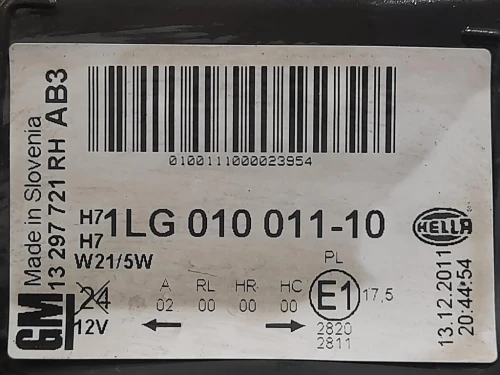 GM
Made in Slovenia
13 297 721 RH AB3
0100111000023954
H7
H7
W21/5W
1LG 010 011-10
24
12V
A RL HR HC
02 00 00 00
PL
E1
17,5
2820
2811
HELLA
13.12.2011
20:44:54